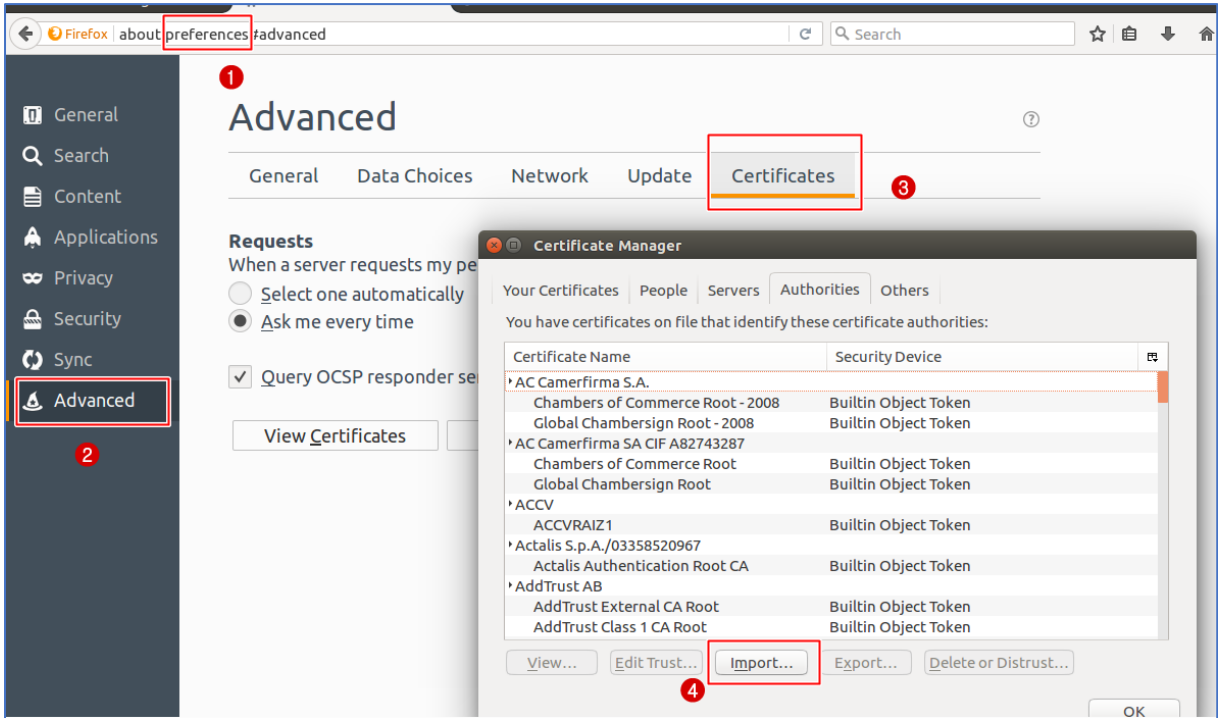 Firefox about:preferences#advanced Search
1
General
Search
Content
Applications
Privacy
Security
Sync
Advanced
2
Advanced
?
General Data Choices Network Update Certificates
3
Requests
When a server requests my pe
Select one automatically
Ask me every time
Query OCSP responder se
View Certificates
Certificate Manager
Your Certificates People Servers Authorities Others
You have certificates on file that identify these certificate authorities:
Certificate Name Security Device
AC Camerfirma S.A.
Chambers of Commerce Root - 2008 Builtin Object Token
Global Chambersign Root - 2008 Builtin Object Token
AC Camerfirma SA CIF A82743287
Chambers of Commerce Root Builtin Object Token
Global Chambersign Root Builtin Object Token
ACCV
ACCVRAIZ1 Builtin Object Token
Actalis S.p.A./03358520967
Actalis Authentication Root CA Builtin Object Token
AddTrust AB
AddTrust External CA Root Builtin Object Token
AddTrust Class 1 CA Root Builtin Object Token
View... Edit Trust... Import... Export... Delete or Distrust...
4
OK